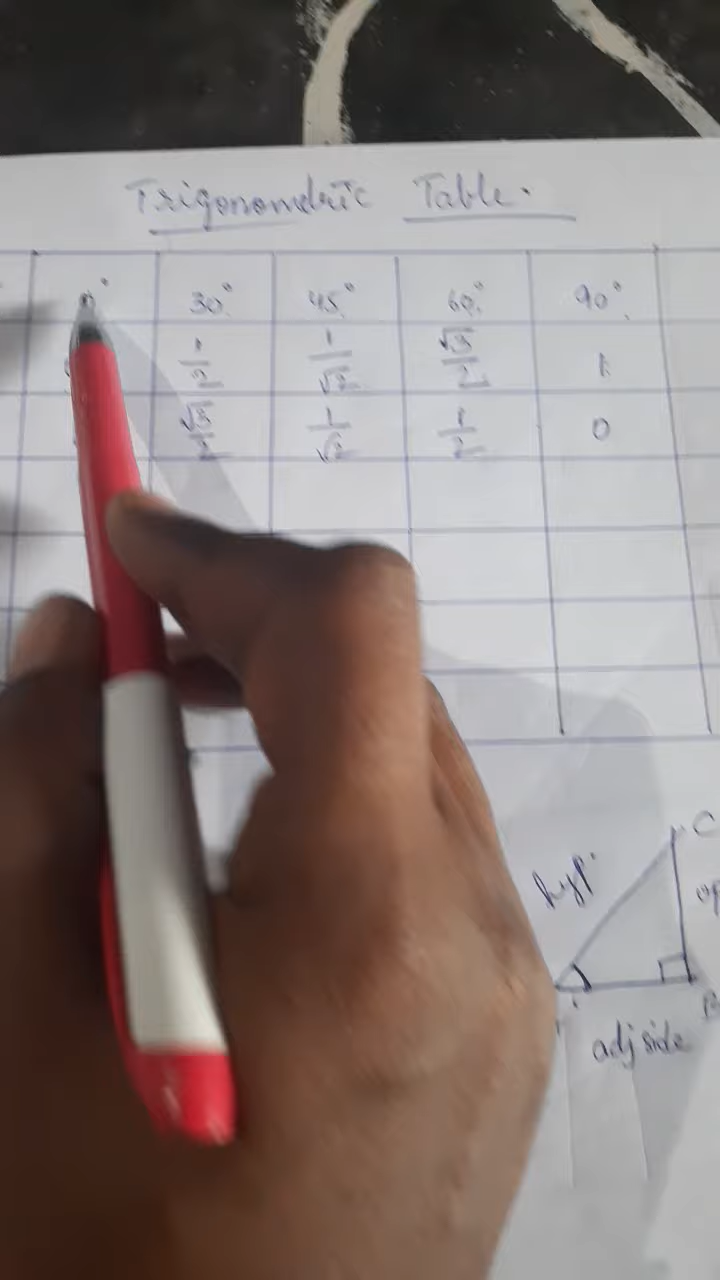 Trigonometric Table.
0° 30° 45° 60° 90°
1/2 1/√2 √3/2 1
√3/2 1/√2 1/2 0
C
hyp
B
adj side